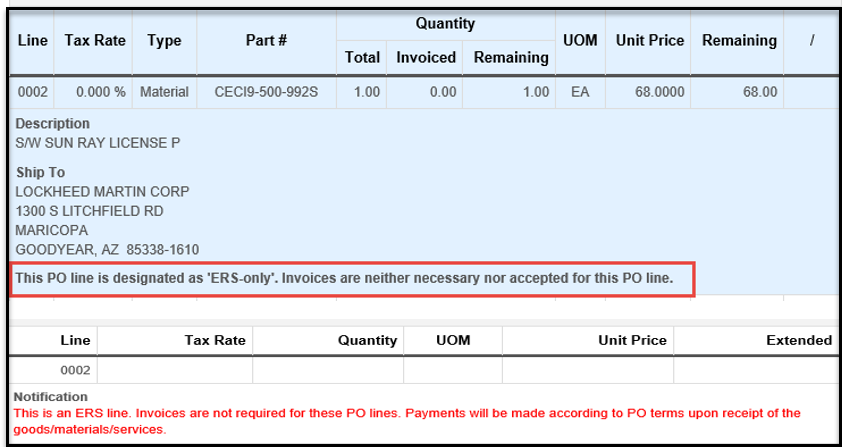 Line Tax Rate Type Part # Quantity UOM Unit Price Remaining /
Total Invoiced Remaining
0002 0.000 % Material CECI9-500-992S 1.00 0.00 1.00 EA 68.0000 68.00
Description
S/W SUN RAY LICENSE P
Ship To
LOCKHEED MARTIN CORP
1300 S LITCHFIELD RD
MARICOPA
GOODYEAR, AZ 85338-1610
This PO line is designated as 'ERS-only'. Invoices are neither necessary nor accepted for this PO line.
Line Tax Rate Quantity UOM Unit Price Extended
0002
Notification
This is an ERS line. Invoices are not required for these PO lines. Payments will be made according to PO terms upon receipt of the
goods/materials/services.